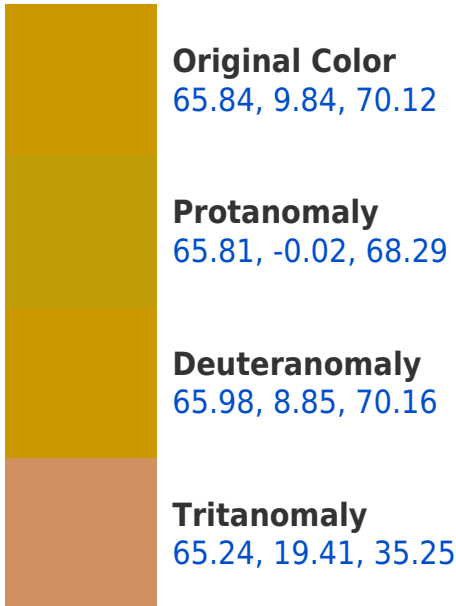 Original Color
65.84, 9.84, 70.12
Protanomaly
65.81, -0.02, 68.29
Deuteranomaly
65.98, 8.85, 70.16
Tritanomaly
65.24, 19.41, 35.25